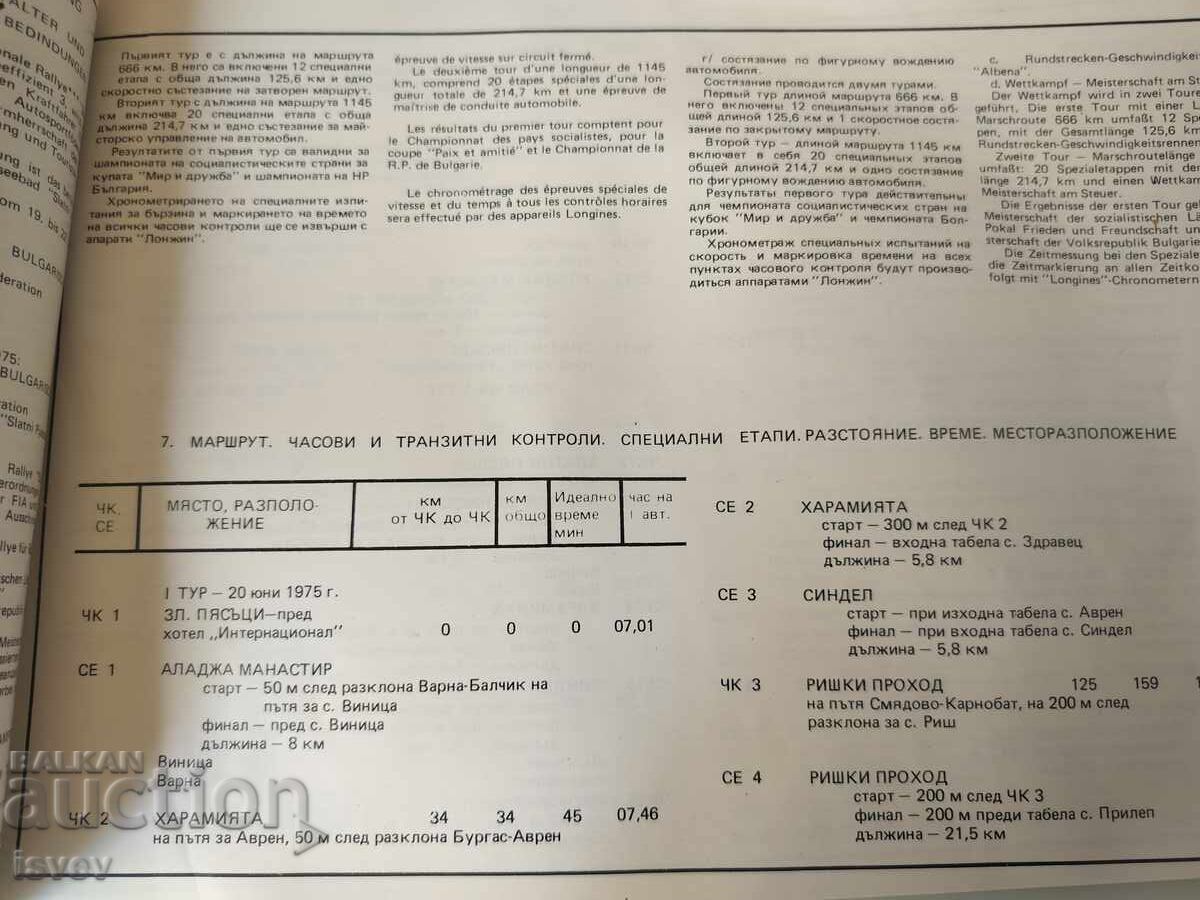 ALTER UND
BEDINDUNGEN
Първият тур е с дължина на маршрута
666 км. В него са включени 12 специални
етапа с обща дължина 125,6 км и едно
скоростно състезание на затворен маршрут.
Вторият тур с дължина на маршрута 1145
км включва 20 специални етапа с обща
дължина 214,7 км и едно състезание за май-
сторско управление на автомобил.
Резултатите от първия тур са валидни за
шампионата на социалистическите страни за
купата "Мир и дружба" и шампионата на НР
България.
Хронометрирането на специалните изпи-
тания за бързина и маркирането на времето
на всички часови контроли ще се извърши с
апарати "Лонжин".
épreuve de vitesse sur circuit fermé.
Le deuxième tour d'une longueur de 1145
km, comprend 20 étapes spéciales d'une lon-
gueur totale de 214,7 km et une épreuve de
maîtrise de conduite automobile.
Les résultats du premier tour comptent pour
le Championnat des pays socialistes, pour la
coupe "Paix et amitié" et le Championnat de la
R.P. de Bulgarie.
Le chronométrage des épreuves spéciales de
vitesse et du temps à tous les contrôles horaires
sera effectué par des appareils Longines.
г/ состязание по фигурному вождению
автомобиля.
Состязание проводится двумя турами.
Первый тур длиной маршрута 666 км. В
него включены 12 специальных этапов об-
щей длиной 125,6 км и 1 скоростное состя-
зание по закрытому маршруту.
Второй тур — длиной маршрута 1145 км
включает в себя 20 специальных этапов
общей длиной 214,7 км и одно состязание
по фигурному вождению автомобиля.
Результаты первого тура действительны
для чемпионата социалистических стран на
кубок "Мир и дружба" и чемпионата Бол-
гарии.
Хронометраж специальных испытаний на
скорость и маркировка времени на всех
пунктах часового контроля будут произво-
диться аппаратами "Лонжин".
c. Rundstrecken-Geschwindigke
"Albena".
d. Wettkampf — Meisterschaft am St
Der Wettkampf wird in zwei Toure
geführt. Die erste Tour mit einer L
Marschroute 666 km umfaßt 12 Spe
pen, mit der Gesamtlänge 125,6 km
Rundstrecken-Geschwindigkeitsrennen
Zweite Tour — Marschroutelänge
umfaßt: 20 Spezialetappen mit der
länge 214,7 km und einen Wettkam
Meisterschaft am Steuer.
Die Ergebnisse der ersten Tour gel
Meisterschaft der sozialistischen Lä
Pokal Frieden und Freundschaft un
sterschaft der Volksrepublik Bulgarie
Die Zeitmessung bei den Speziale
die Zeitmarkierung an allen Zeitko
folgt mit "Longines"-Chronometern
7. МАРШРУТ. ЧАСОВИ И ТРАНЗИТНИ КОНТРОЛИ. СПЕЦИАЛНИ ЕТАПИ. РАЗСТОЯНИЕ. ВРЕМЕ. МЕСТОРАЗПОЛОЖЕНИЕ
ЧК. СЕ | МЯСТО, РАЗПОЛО-ЖЕНИЕ | км от ЧК до ЧК | км общо | Идеално време мин | час на I авт.
I ТУР — 20 юни 1975 г.
ЧК 1 ЗЛ. ПЯСЪЦИ—пред
хотел „Интернационал" 0 0 0 07,01
СЕ 1 АЛАДЖА МАНАСТИР
старт — 50 м след разклона Варна-Балчик на
пътя за с. Виница
финал — пред с. Виница
дължина — 8 км
Виница
Варна
ЧК 2 ХАРАМИЯТА 34 34 45 07,46
на пътя за Аврен, 50 м след разклона Бургас-Аврен
СЕ 2 ХАРАМИЯТА
старт — 300 м след ЧК 2
финал — входна табела с. Здравец
дължина — 5,8 км
СЕ 3 СИНДЕЛ
старт — при изходна табела с. Аврен
финал — при входна табела с. Синдел
дължина — 5,8 км
ЧК 3 РИШКИ ПРОХОД 125 159 1
на пътя Смядово-Карнобат, на 200 м след
разклона за с. Риш
СЕ 4 РИШКИ ПРОХОД
старт — 200 м след ЧК 3
финал — 200 м преди табела с. Прилеп
дължина — 21,5 км
BALKAN
auction
isvev